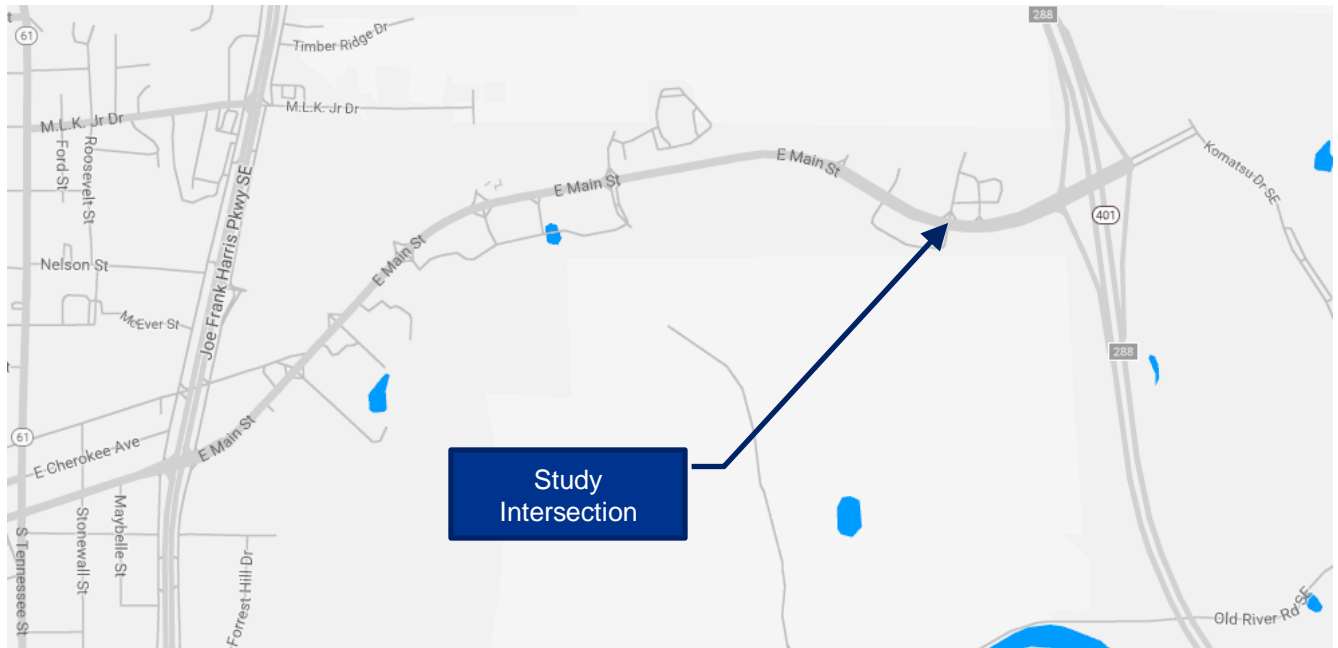 288
61
Timber Ridge Dr
M.L.K. Jr Dr
M.L.K. Jr Dr
Ford St
Roosevelt St
E Main St
Komatsu Dr SE
E Main St
Joe Frank Harris Pkwy SE
401
E Main St
Nelson St
McEver St
288
E Main St
61
E Cherokee Ave
Study
Intersection
S Tennessee St
Stonewall St
Maybelle St
Forrest Hill Dr
Old River Rd SE